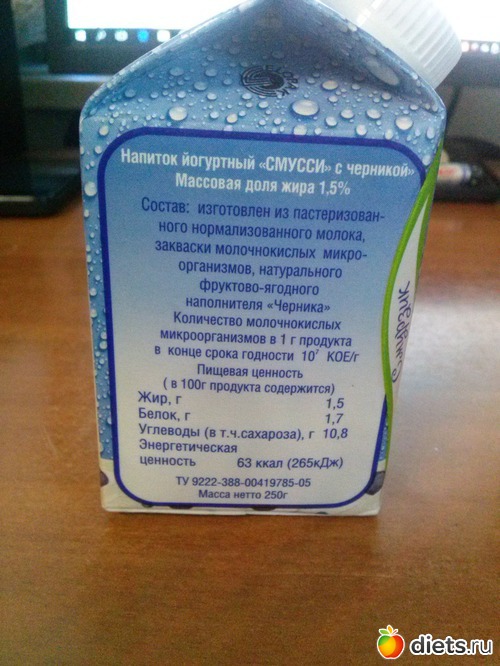 Напиток йогуртный «СМУССИ» с черникой»
Массовая доля жира 1,5%
Состав: изготовлен из пастеризован-
ного нормализованного молока,
закваски молочнокислых микро-
организмов, натурального
фруктово-ягодного
наполнителя «Черника»
Количество молочнокислых
микроорганизмов в 1 г продукта
в конце срока годности 10⁷ КОЕ/г
Пищевая ценность
( в 100г продукта содержится)
Жир, г 1,5
Белок, г 1,7
Углеводы (в т.ч.сахароза), г 10,8
Энергетическая
ценность 63 ккал (265кДж)
ТУ 9222-388-00419785-05
Масса нетто 250г
diets.ru